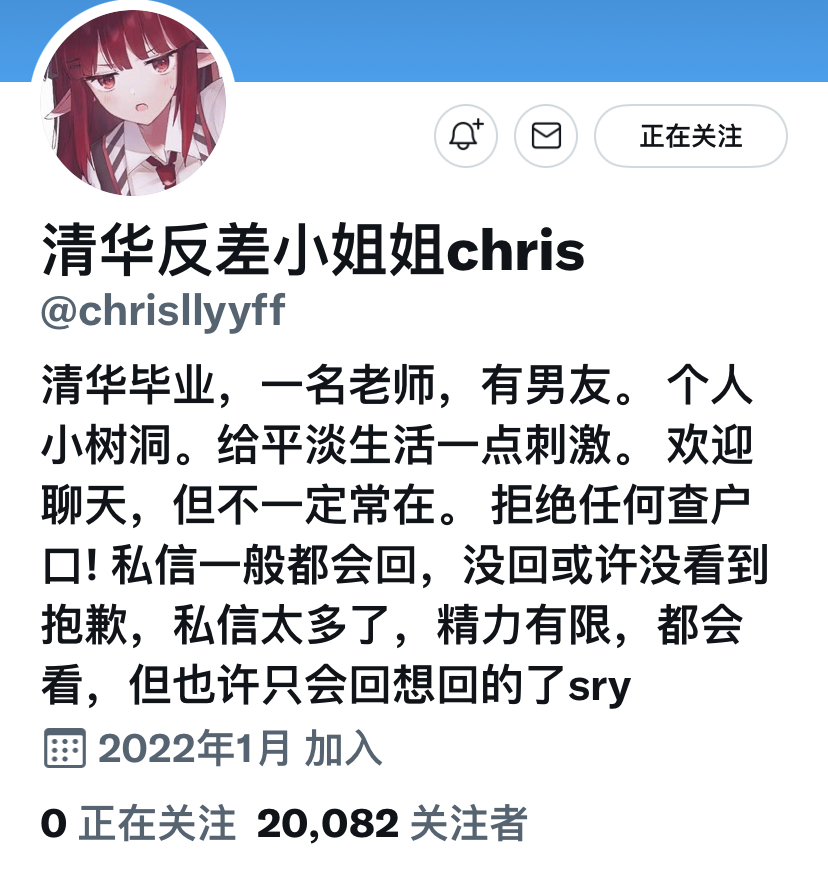 正在关注
清华反差小姐姐chris
@chrisllyyff
清华毕业，一名老师，有男友。 个人
小树洞。给平淡生活一点刺激。 欢迎
聊天，但不一定常在。 拒绝任何查户
口! 私信一般都会回，没回或许没看到
抱歉，私信太多了，精力有限，都会
看，但也许只会回想回的了sry
2022年1月 加入
0 正在关注 20,082 关注者